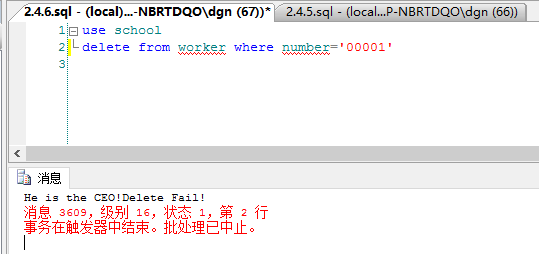 2.4.6.sql - (local)...-NBRTDQO\dgn (67))* 2.4.5.sql - (local...P-NBRTDQO\dgn (66))
1 use school
2 delete from worker where number='00001'
3
消息
He is the CEO!Delete Fail!
消息 3609，级别 16，状态 1，第 2 行
事务在触发器中结束。批处理已中止。